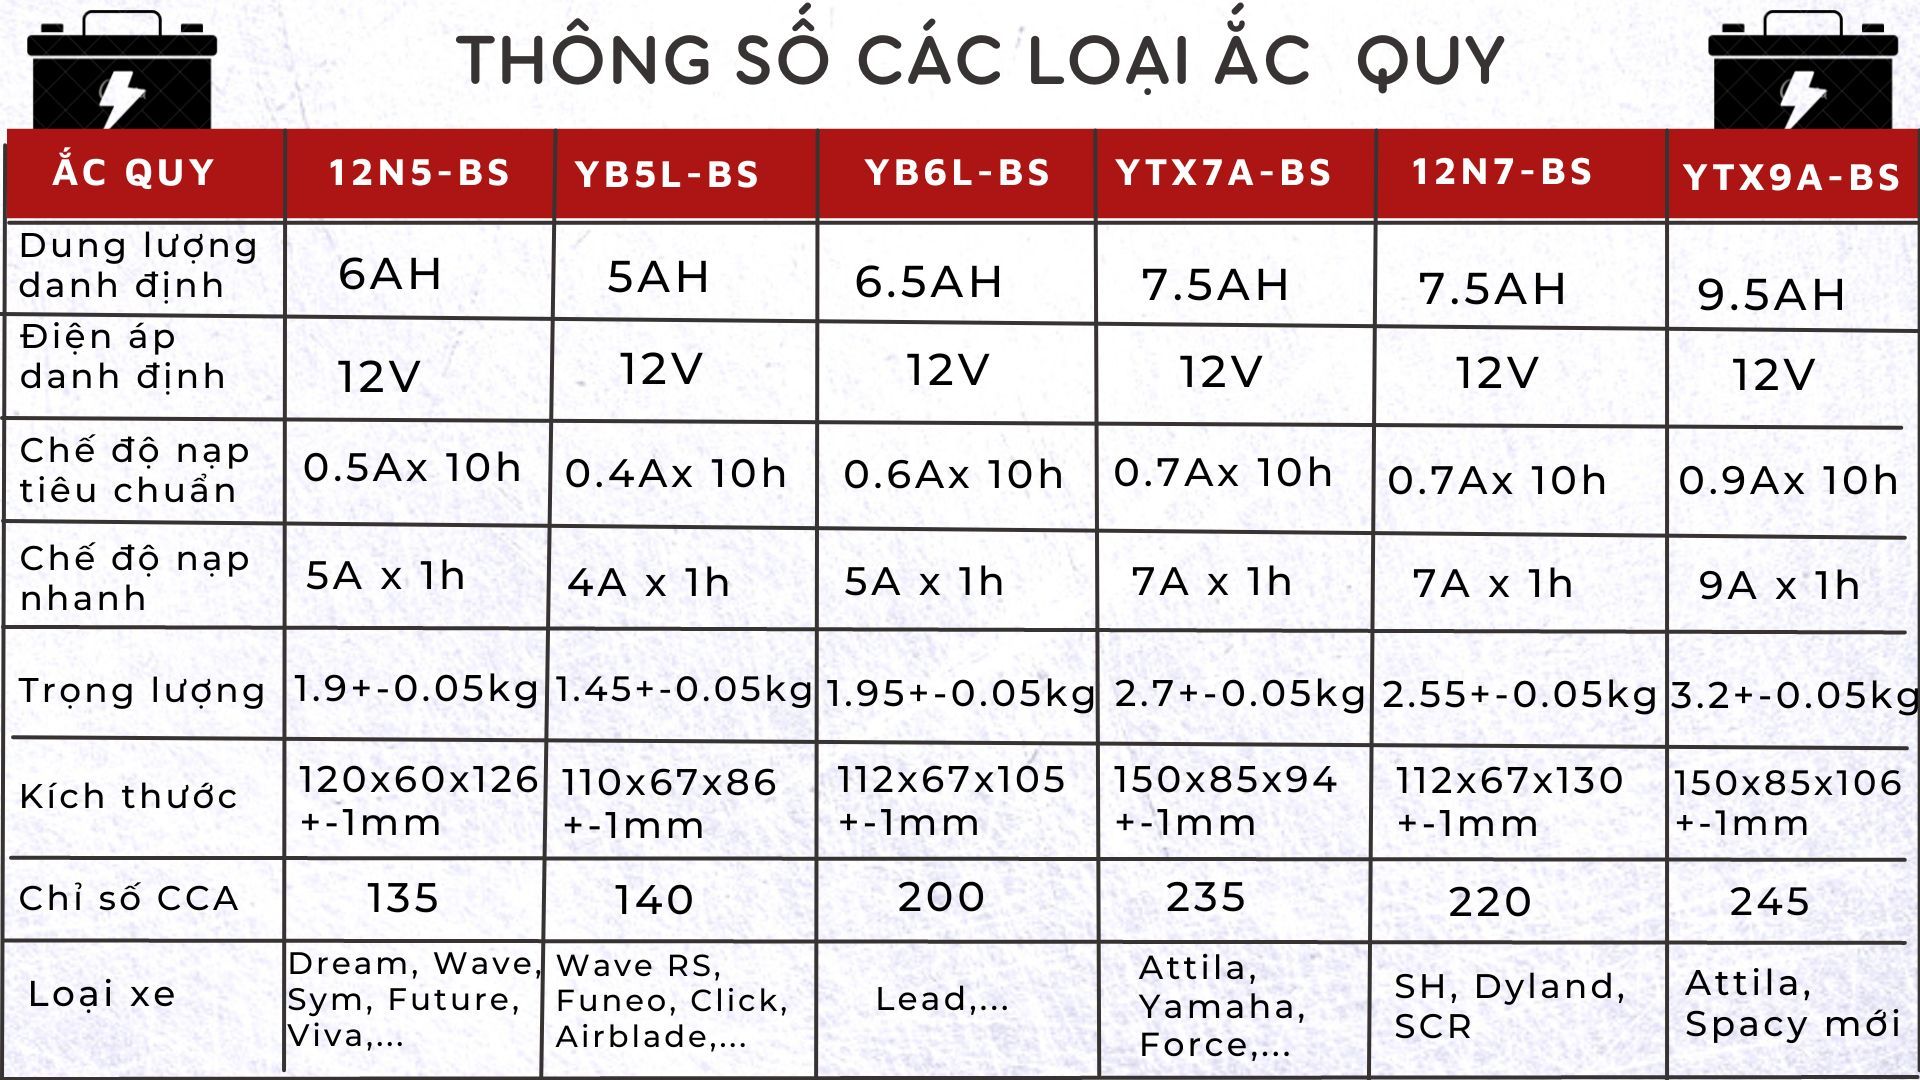 THÔNG SỐ CÁC LOẠI ẮC QUY
ẮC QUY 12N5-BS YB5L-BS YB6L-BS YTX7A-BS 12N7-BS YTX9A-BS
Dung lượng
danh định
6AH 5AH 6.5AH 7.5AH 7.5AH 9.5AH
Điện áp
danh định
12V 12V 12V 12V 12V 12V
Chế độ nạp
tiêu chuẩn
0.5Ax 10h 0.4Ax 10h 0.6Ax 10h 0.7Ax 10h 0.7Ax 10h 0.9Ax 10h
Chế độ nạp
nhanh
5A x 1h 4A x 1h 5A x 1h 7A x 1h 7A x 1h 9A x 1h
Trọng lượng 1.9+-0.05kg 1.45+-0.05kg 1.95+-0.05kg 2.7+-0.05kg 2.55+-0.05kg 3.2+-0.05kg
Kích thước
120x60x126
+-1mm
110x67x86
+-1mm
112x67x105
+-1mm
150x85x94
+-1mm
112x67x130
+-1mm
150x85x106
+-1mm
Chỉ số CCA 135 140 200 235 220 245
Loại xe
Dream, Wave,
Sym, Future,
Viva,...
Wave RS,
Funeo, Click,
Airblade,...
Lead,...
Attila,
Yamaha,
Force,...
SH, Dyland,
SCR
Attila,
Spacy mới